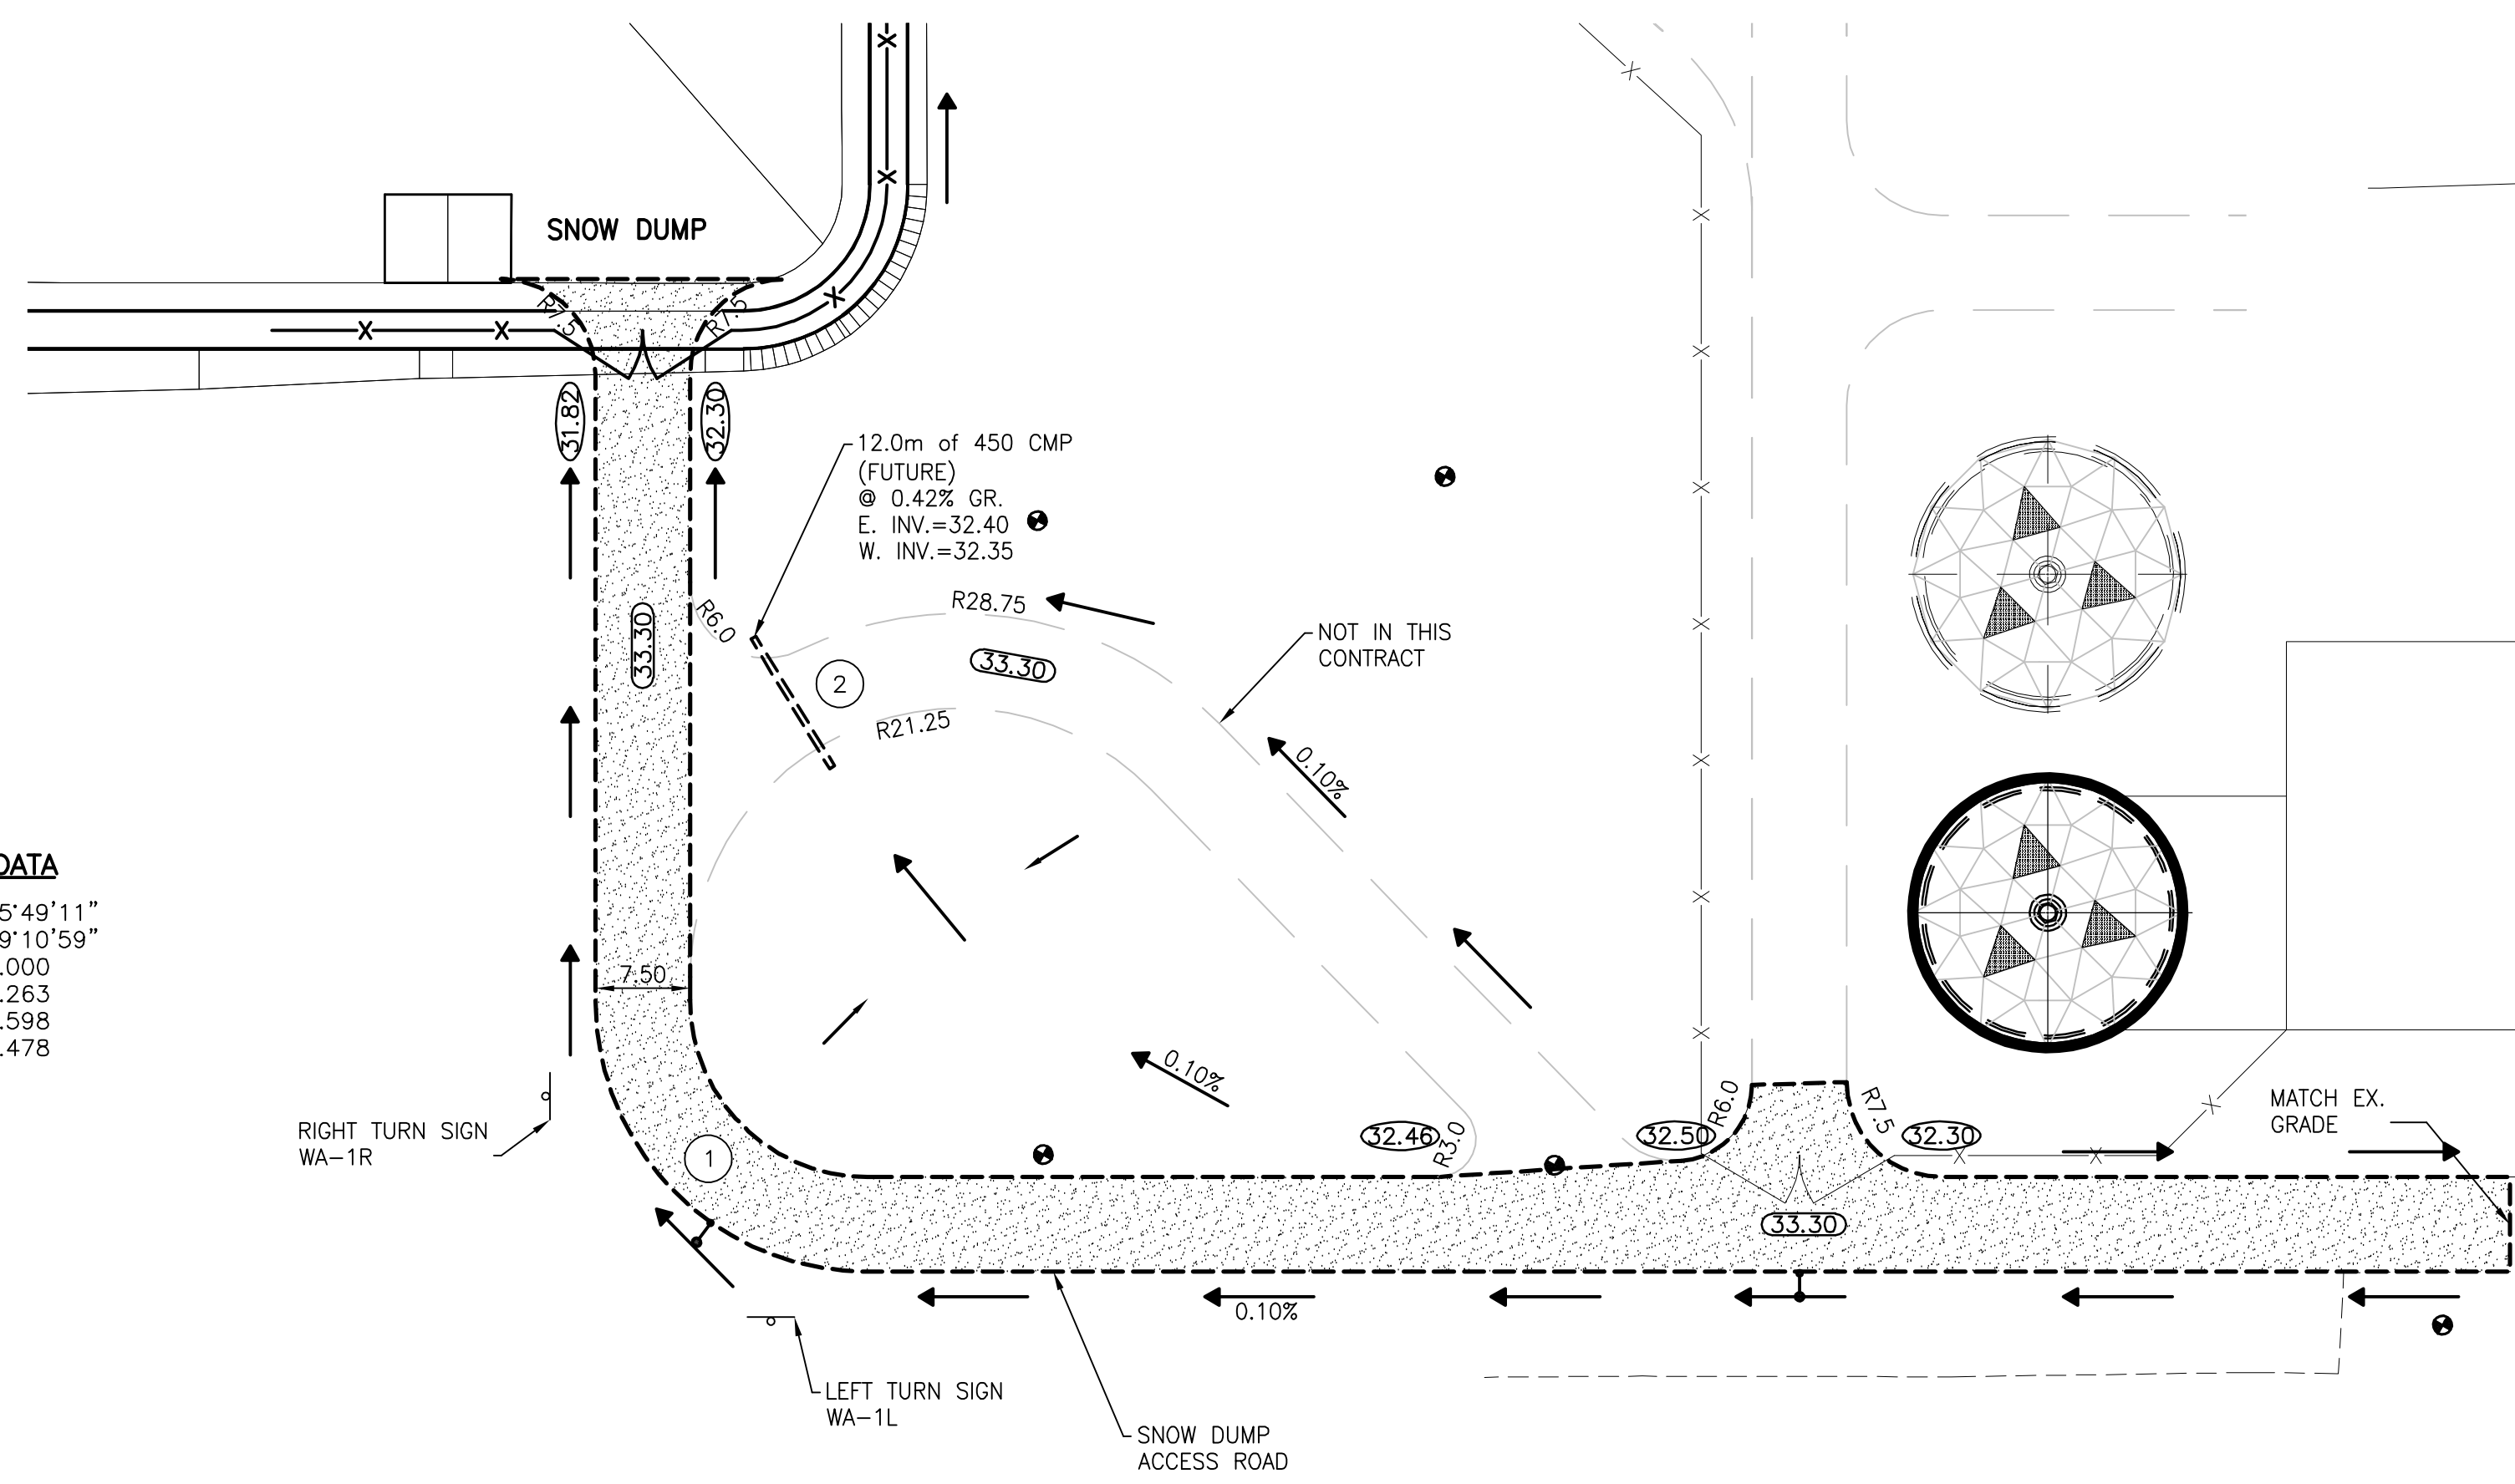 SNOW DUMP
R7.5
R7.5
31.82
32.30
12.0m of 450 CMP
(FUTURE)
@ 0.42% GR.
E. INV.=32.40
W. INV.=32.35
R6.0
R28.75
33.30
33.30
NOT IN THIS
CONTRACT
2
R21.25
0.10%
DATA
5°49'11"
9°10'59"
.000
.263
.598
.478
7.50
0.10%
RIGHT TURN SIGN
WA-1R
1
32.46
R3.0
32.50
R6.0
R7.5
32.30
MATCH EX.
GRADE
33.30
0.10%
LEFT TURN SIGN
WA-1L
SNOW DUMP
ACCESS ROAD